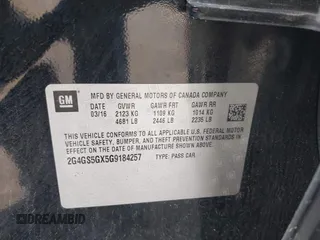 GM
MFD BY GENERAL MOTORS OF CANADA COMPANY
DATE GVWR GAWR FRT GAWR RR
03/16 2123 KG 1109 KG 1014 KG
4681 LB 2446 LB 2235 LB
THIS VEHICLE CONFORMS TO ALL APPLICABLE U.S. FEDERAL MOTOR
VEHICLE SAFETY, BUMPER, AND THEFT PREVENTION
STANDARDS IN EFFECT ON THE DATE OF
MANUFACTURE SHOWN ABOVE.
2G4GS5GX5G9184257 TYPE: PASS CAR
DREAMBID